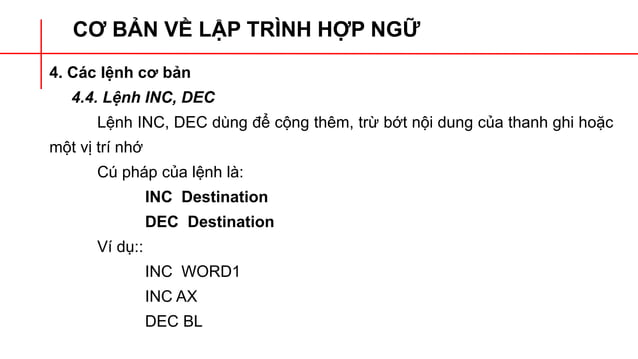 CƠ BẢN VỀ LẬP TRÌNH HỢP NGỮ
4. Các lệnh cơ bản
4.4. Lệnh INC, DEC
Lệnh INC, DEC dùng để cộng thêm, trừ bớt nội dung của thanh ghi hoặc
một vị trí nhớ
Cú pháp của lệnh là:
INC Destination
DEC Destination
Ví dụ::
INC WORD1
INC AX
DEC BL